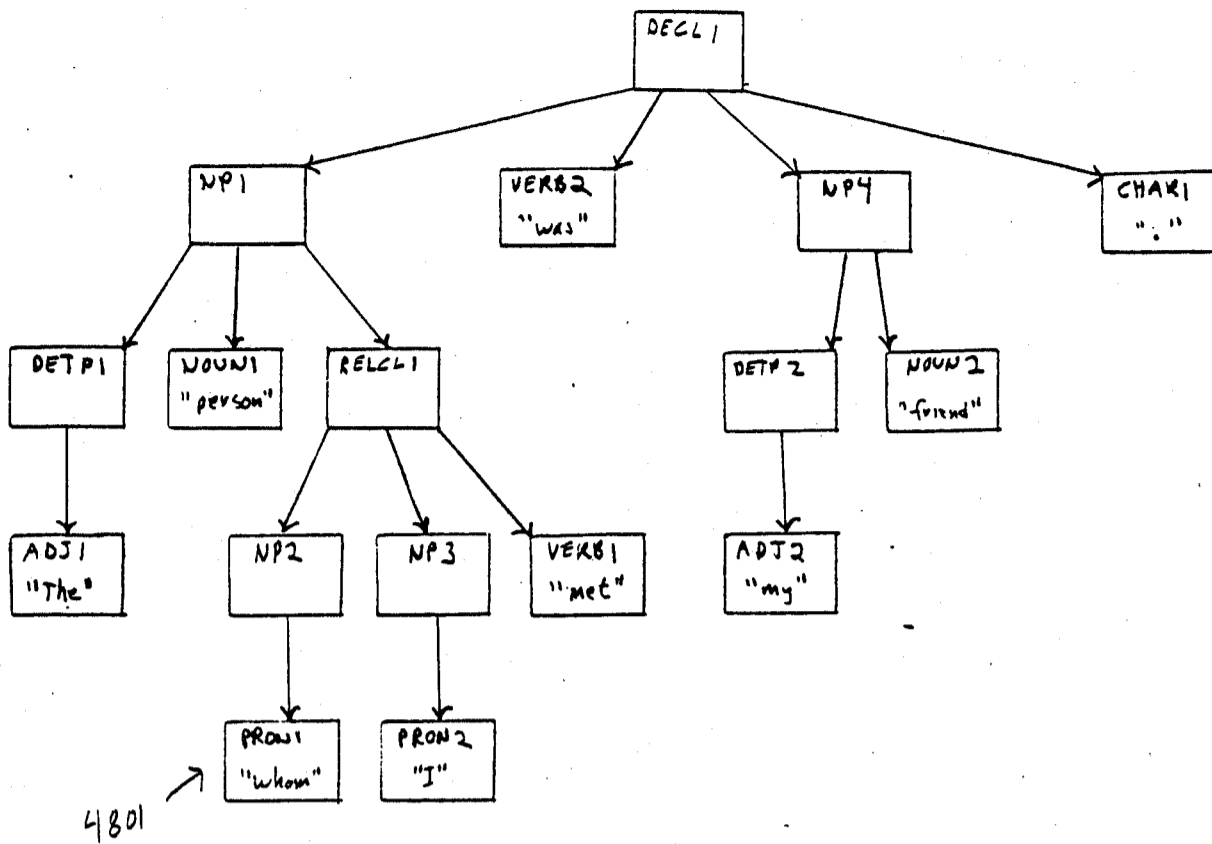 DECL1
NP1
VERB2
"was"
NP4
CHAR1
"."
DETP1
NOUN1
"person"
RELCL1
DETP2
NOUN2
"friend"
ADJ1
"The"
NP2
NP3
VERB1
"met"
ADJ2
"my"
PRON1
"whom"
PRON2
"I"
4801